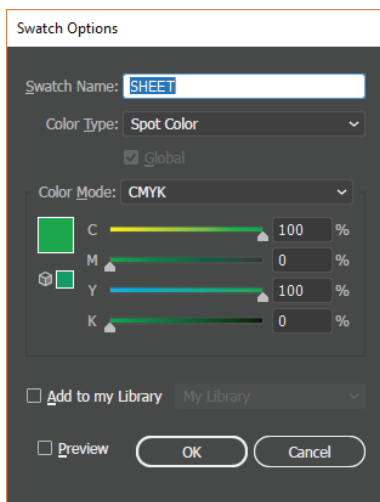 Swatch Options
Swatch Name: SHEET
Color Type: Spot Color
Global
Color Mode: CMYK
C 100 %
M 0 %
Y 100 %
K 0 %
Add to my Library My Library
Preview OK Cancel